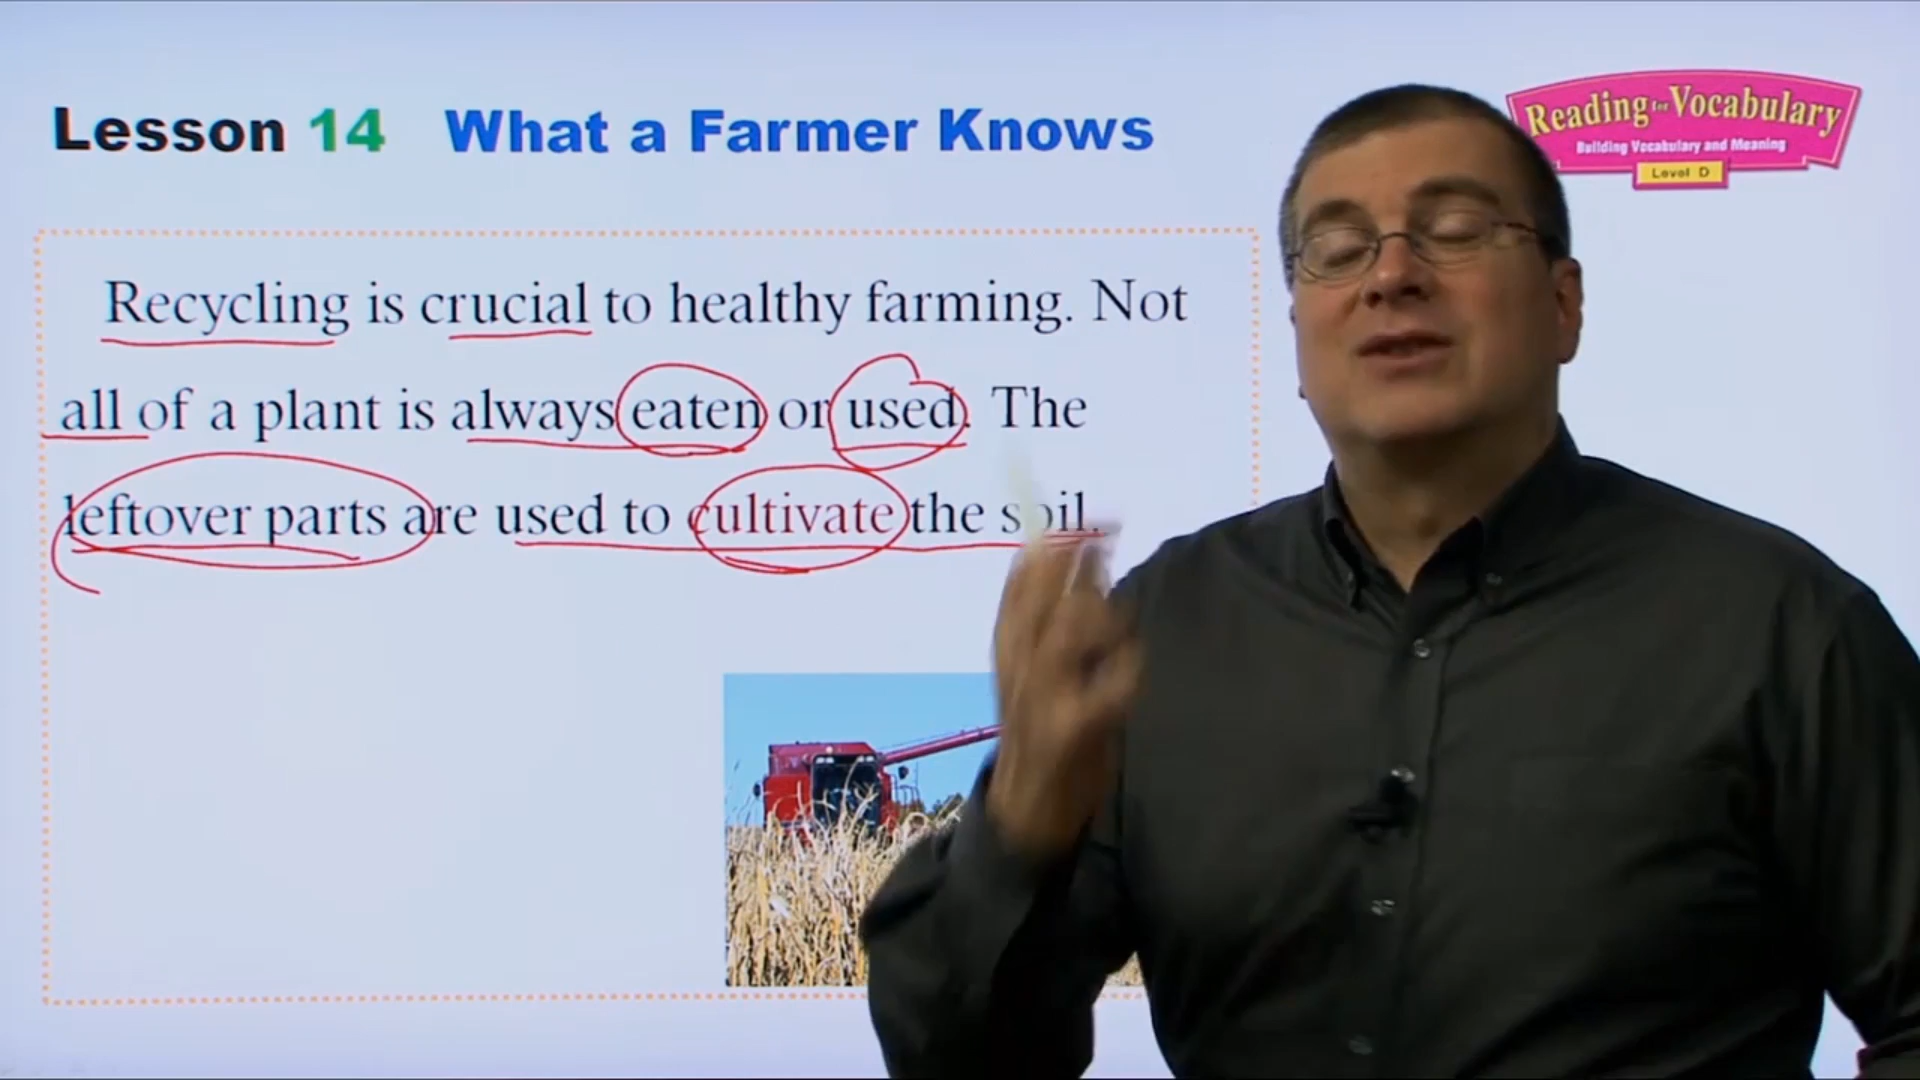 Lesson 14 What a Farmer Knows
Reading for Vocabulary
Building Vocabulary and Meaning
Level D
Recycling is crucial to healthy farming. Not
all of a plant is always eaten or used. The
leftover parts are used to cultivate the soil.